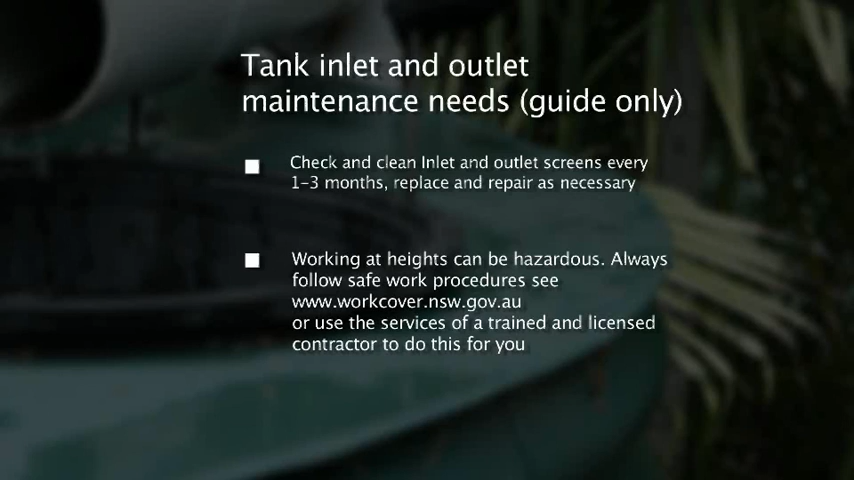 Tank inlet and outlet
maintenance needs (guide only)
Check and clean Inlet and outlet screens every
1-3 months, replace and repair as necessary
Working at heights can be hazardous. Always
follow safe work procedures see
www.workcover.nsw.gov.au
or use the services of a trained and licensed
contractor to do this for you